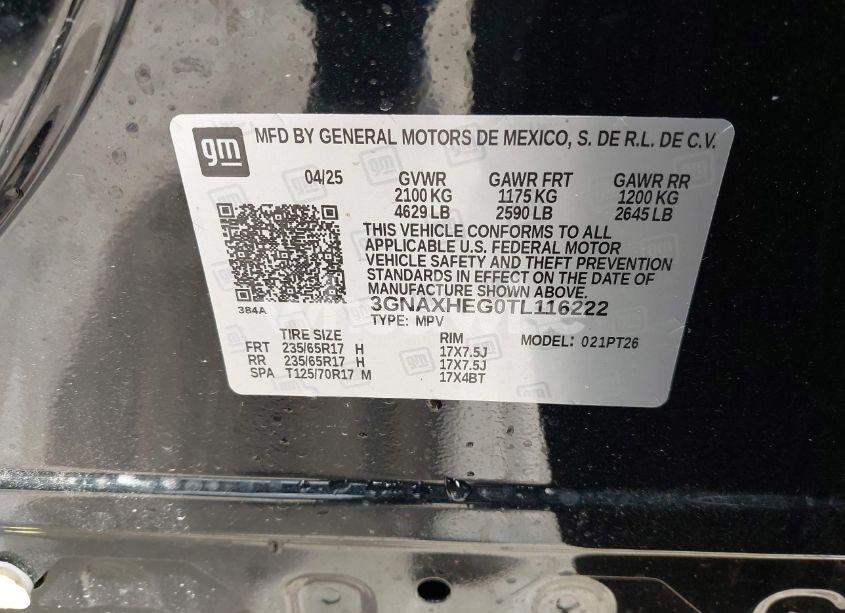 gm MFD BY GENERAL MOTORS DE MEXICO, S. DE R.L. DE C.V.
04/25 GVWR GAWR FRT GAWR RR
2100 KG 1175 KG 1200 KG
4629 LB 2590 LB 2645 LB
THIS VEHICLE CONFORMS TO ALL
APPLICABLE U.S. FEDERAL MOTOR
VEHICLE SAFETY AND THEFT PREVENTION
STANDARDS IN EFFECT ON THE DATE OF
MANUFACTURE SHOWN ABOVE.
384A 3GNAXHEG0TL116222
TYPE: MPV
TIRE SIZE RIM MODEL: 021PT26
FRT 235/65R17 H 17X7.5J
RR 235/65R17 H 17X7.5J
SPA T125/70R17 M 17X4BT